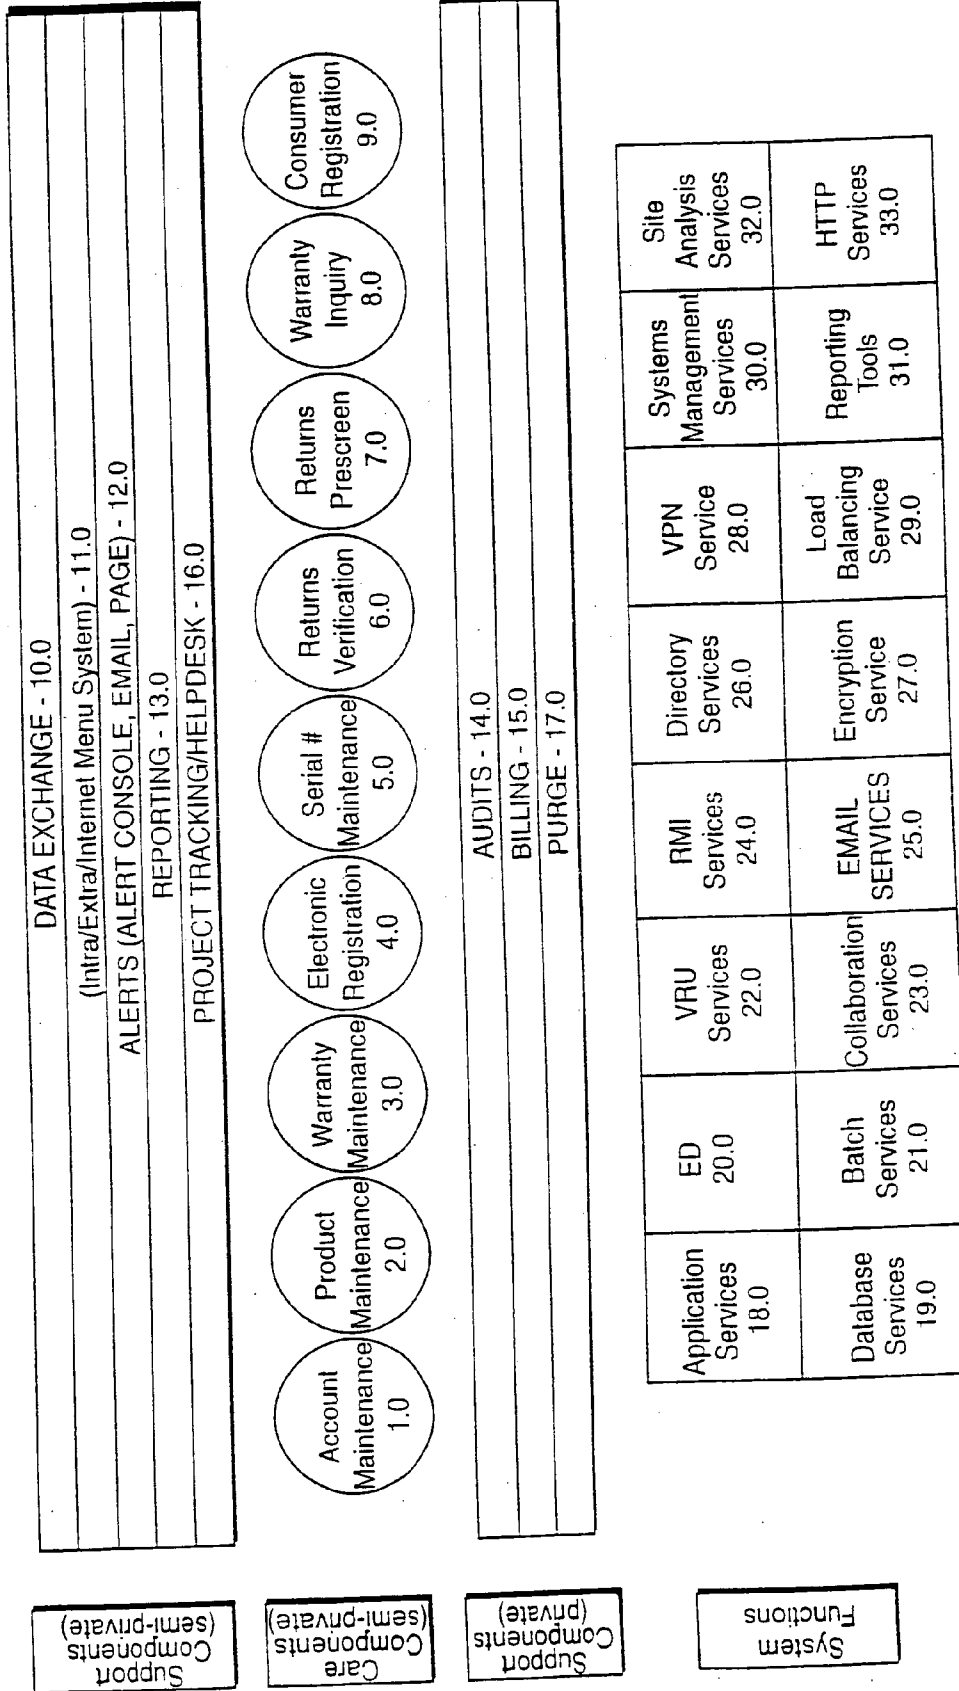 Support
Components
(semi-private)
DATA EXCHANGE - 10.0
(Intra/Extra/Internet Menu System) - 11.0
ALERTS (ALERT CONSOLE, EMAIL, PAGE) - 12.0
REPORTING - 13.0
PROJECT TRACKING/HELPDESK - 16.0
Care
Components
(semi-private)
Account
Maintenance
1.0
Product
Maintenance
2.0
Warranty
Maintenance
3.0
Electronic
Registration
4.0
Serial #
Maintenance
5.0
Returns
Verification
6.0
Returns
Prescreen
7.0
Warranty
Inquiry
8.0
Consumer
Registration
9.0
Support
Components
(private)
AUDITS - 14.0
BILLING - 15.0
PURGE - 17.0
System
Functions
Application
Services
18.0
ED
20.0
VRU
Services
22.0
RMI
Services
24.0
Directory
Services
26.0
VPN
Service
28.0
Systems
Management
Services
30.0
Site
Analysis
Services
32.0
Database
Services
19.0
Batch
Services
21.0
Collaboration
Services
23.0
EMAIL
SERVICES
25.0
Encryption
Service
27.0
Load
Balancing
Service
29.0
Reporting
Tools
31.0
HTTP
Services
33.0